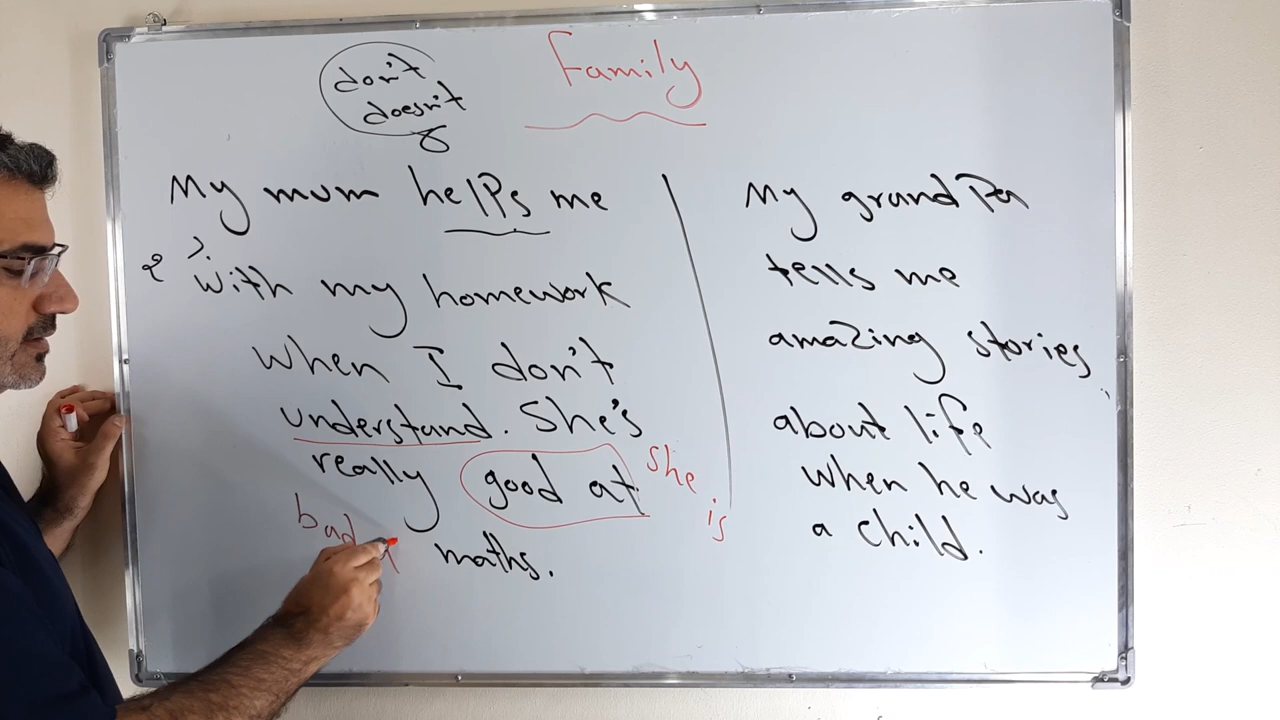 Family
don't
doesn't
My mum helps me
with my homework
when I don't
understand. She's
really good at
maths.
she
is
bad
My grandPa
tells me
amazing stories
about life
when he was
a child.